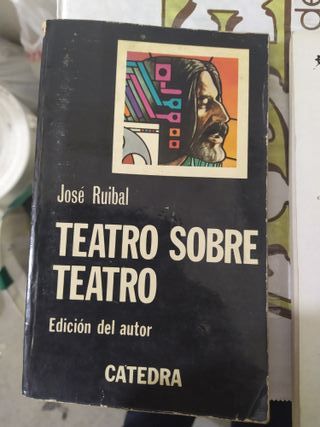 José Ruibal
TEATRO SOBRE
TEATRO
Edición del autor
CATEDRA